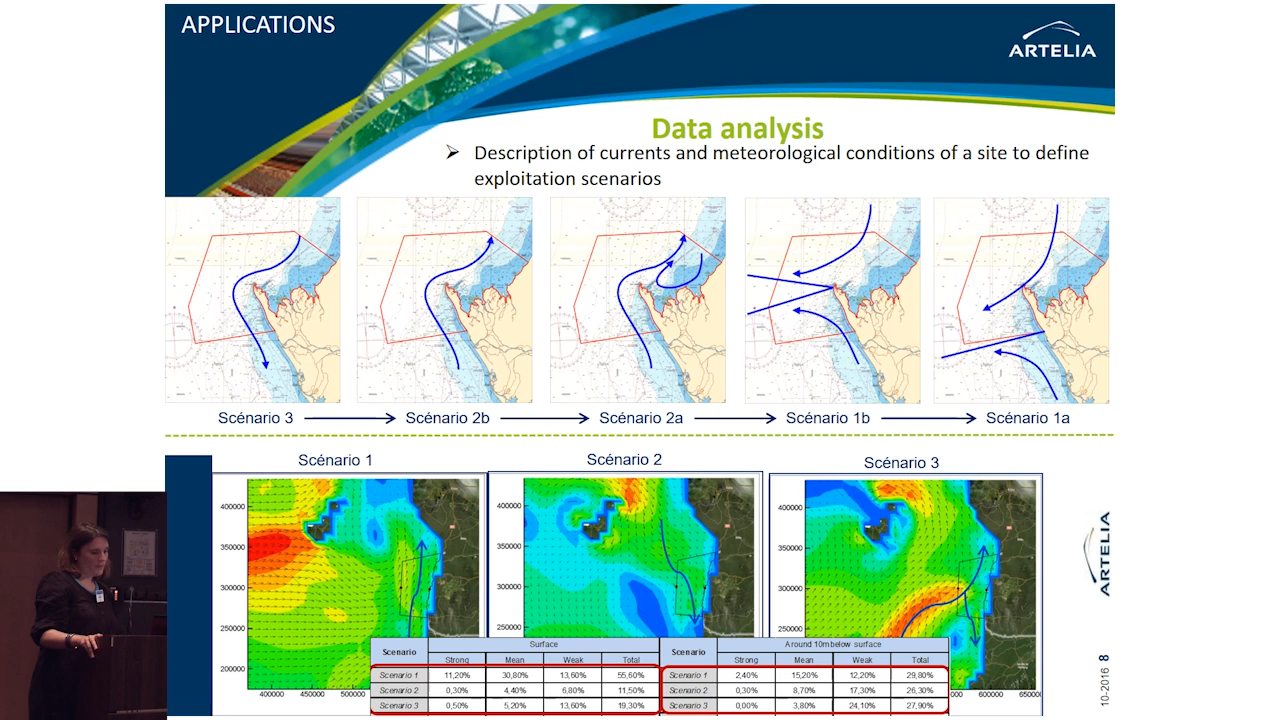 APPLICATIONS
ARTELIA
Data analysis
➢ Description of currents and meteorological conditions of a site to define
exploitation scenarios
Scénario 3 Scénario 2b Scénario 2a Scénario 1b Scénario 1a
Scénario 1 Scénario 2 Scénario 3
400000 400000 400000
350000 350000 350000
300000 300000 300000
250000 250000 250000
200000
400000 450000 500000 600000 650000
Scenario Surface
Strong Mean Weak Total
Scenario 1 11,20% 30,80% 13,60% 55,60%
Scenario 2 0,30% 4,40% 6,80% 11,50%
Scenario 3 0,50% 5,20% 13,60% 19,30%
Scenario Around 10m below surface
Strong Mean Weak Total
Scenario 1 2,40% 15,20% 12,20% 29,80%
Scenario 2 0,30% 8,70% 17,30% 26,30%
Scenario 3 0,00% 3,80% 24,10% 27,90%
ARTELIA
10-2016 8